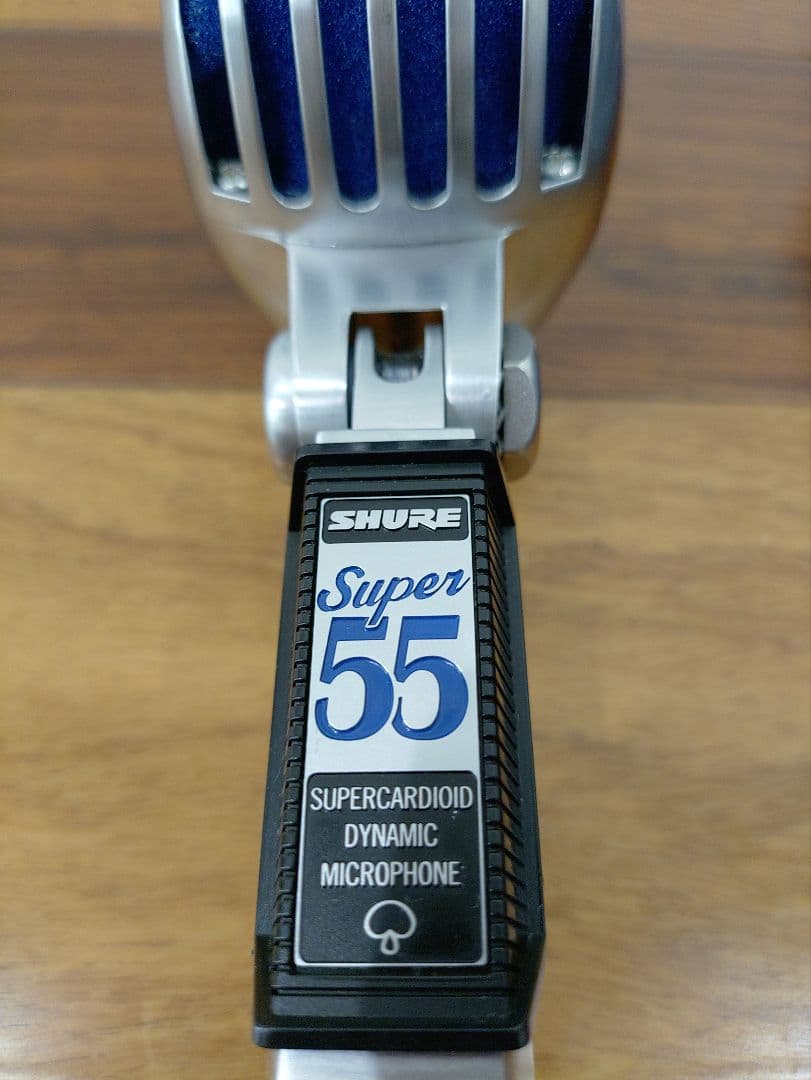 SHURE
Super
55
SUPERCARDIOID
DYNAMIC
MICROPHONE